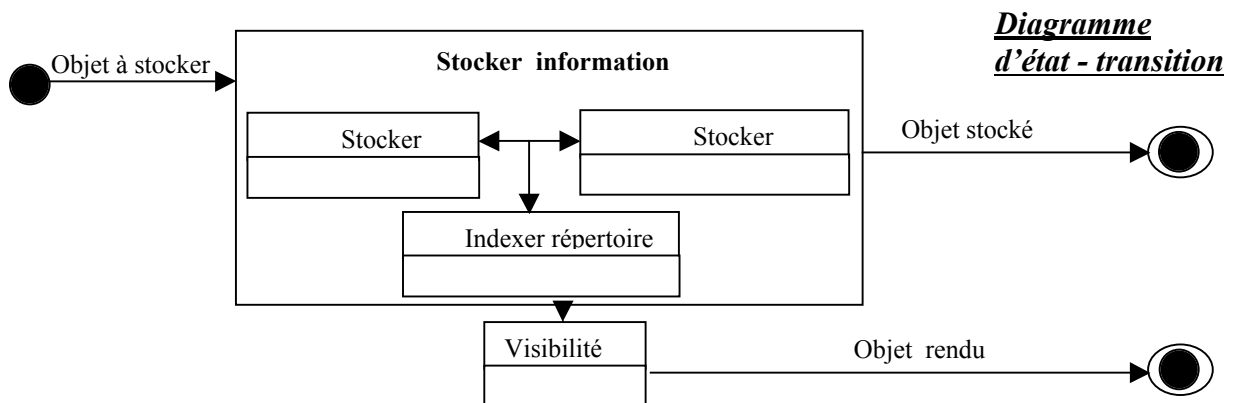 Diagramme
d'état - transition
Objet à stocker
Stocker information
Stocker
Stocker
Objet stocké
Indexer répertoire
Visibilité
Objet rendu